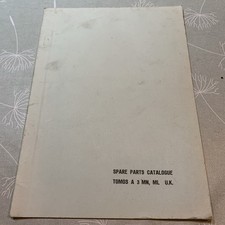 SPARE PARTS CATALOGUE
TOMOS A 3 MN, ML U.K.